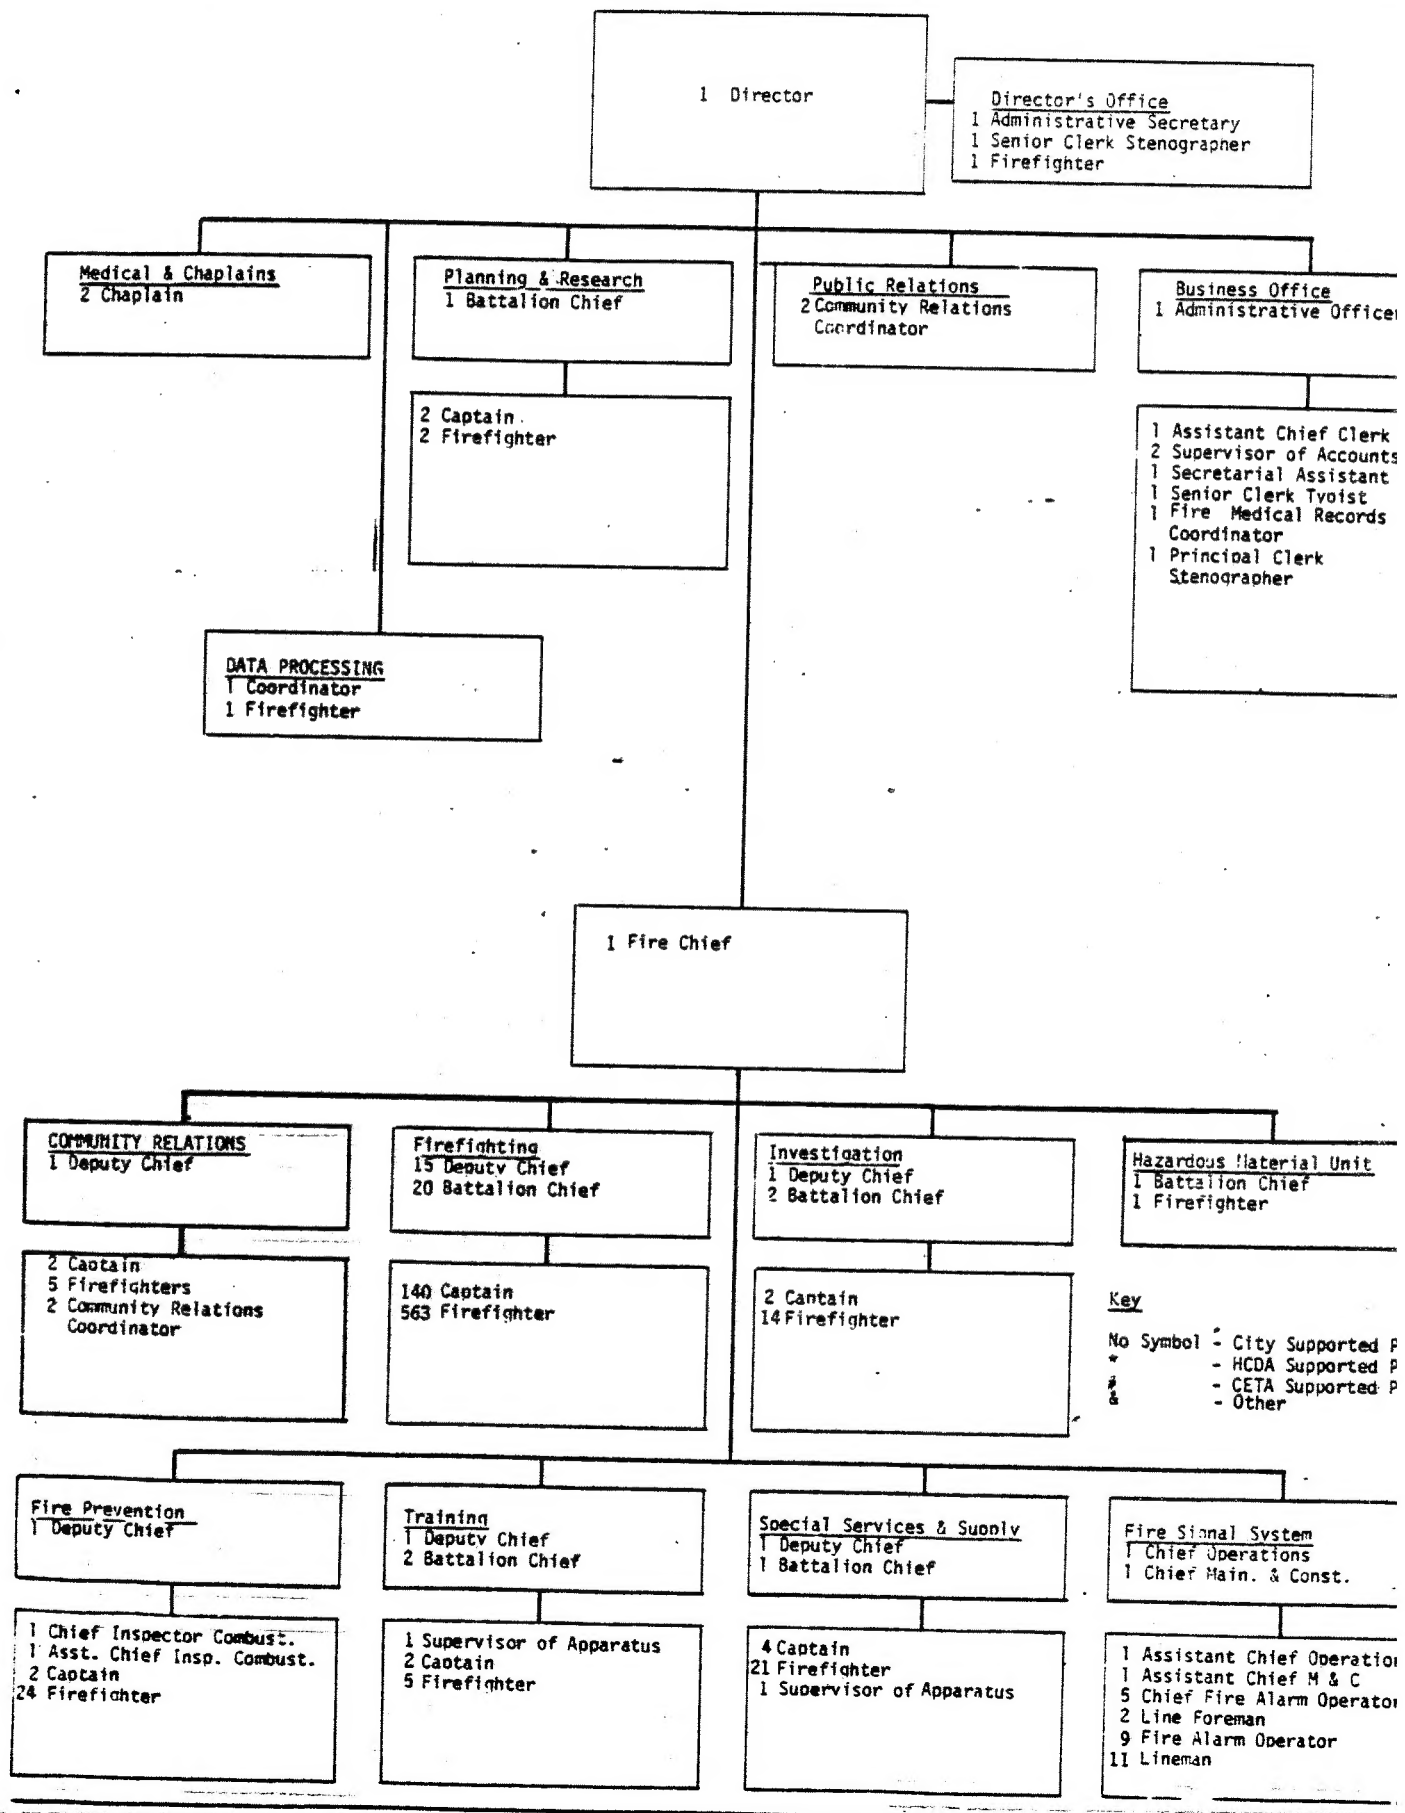 1 Director
Director's Office
1 Administrative Secretary
1 Senior Clerk Stenographer
1 Firefighter
Medical & Chaplains
2 Chaplain
Planning & Research
1 Battalion Chief
2 Captain
2 Firefighter
Public Relations
2 Community Relations
Coordinator
Business Office
1 Administrative Officer
1 Assistant Chief Clerk
2 Supervisor of Accounts
1 Secretarial Assistant
1 Senior Clerk Typist
1 Fire Medical Records
Coordinator
1 Principal Clerk
Stenographer
DATA PROCESSING
1 Coordinator
1 Firefighter
1 Fire Chief
COMMUNITY RELATIONS
1 Deputy Chief
2 Captain
5 Firefighters
2 Community Relations
Coordinator
Firefighting
15 Deputy Chief
20 Battalion Chief
140 Captain
563 Firefighter
Investigation
1 Deputy Chief
2 Battalion Chief
2 Captain
14 Firefighter
Hazardous Material Unit
1 Battalion Chief
1 Firefighter
Key
No Symbol - City Supported P
* - HCDA Supported P
# - CETA Supported P
& - Other
Fire Prevention
1 Deputy Chief
1 Chief Inspector Combust.
1 Asst. Chief Insp. Combust.
2 Captain
24 Firefighter
Training
1 Deputy Chief
2 Battalion Chief
1 Supervisor of Apparatus
2 Captain
5 Firefighter
Special Services & Supply
1 Deputy Chief
1 Battalion Chief
4 Captain
21 Firefighter
1 Supervisor of Apparatus
Fire Signal System
1 Chief Operations
1 Chief Main. & Const.
1 Assistant Chief Operation
1 Assistant Chief M & C
5 Chief Fire Alarm Operator
2 Line Foreman
9 Fire Alarm Operator
11 Lineman